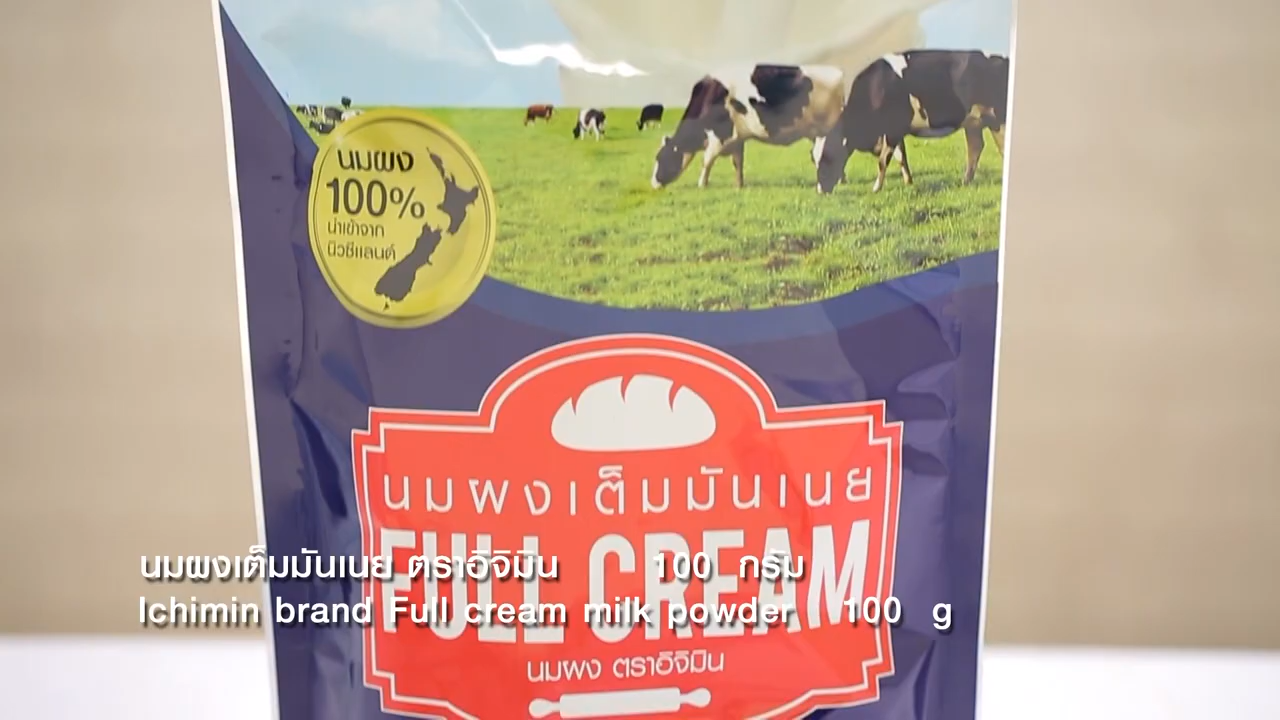 นมผง
100%
นำเข้าจาก
นิวซีแลนด์
นมผงเต็มมันเนย
FULL CREAM
นมผงเต็มมันเนย ตราอิจิมิน 100 กรัม
Ichimin brand Full cream milk powder 100 g
นมผง ตราอิจิมิน